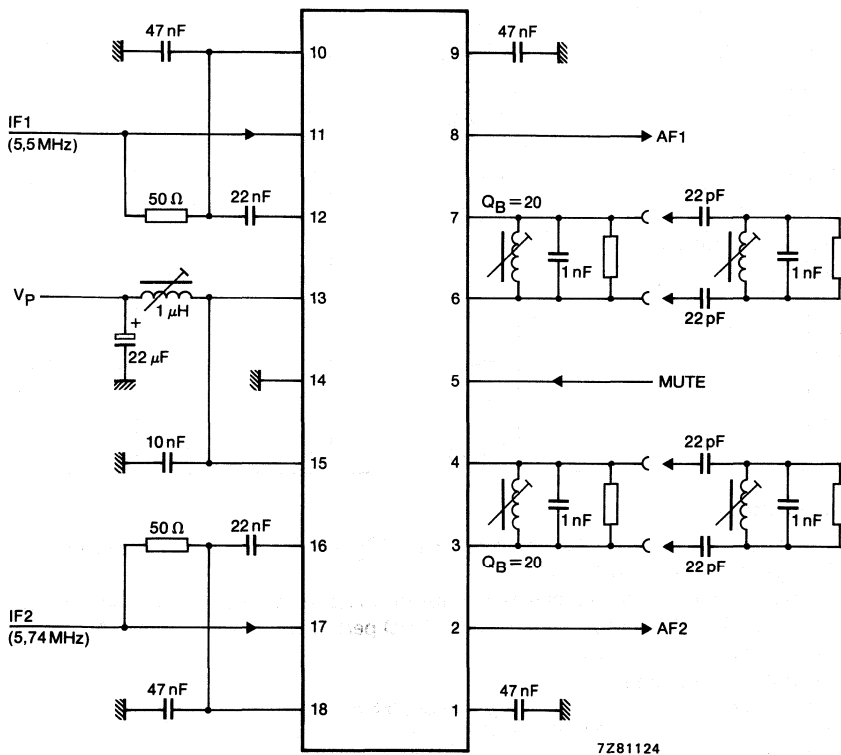 47 nF
10
9
47 nF
IF1
(5,5 MHz)
11
8
AF1
50 Ω
22 nF
12
7
Q_B = 20
22 pF
1 nF
1 nF
V_P
13
6
1 μH
22 pF
+
22 μF
14
5
MUTE
10 nF
15
4
22 pF
50 Ω
22 nF
1 nF
1 nF
16
3
Q_B = 20
22 pF
IF2
(5,74 MHz)
17
2
AF2
47 nF
18
1
47 nF
7Z81124